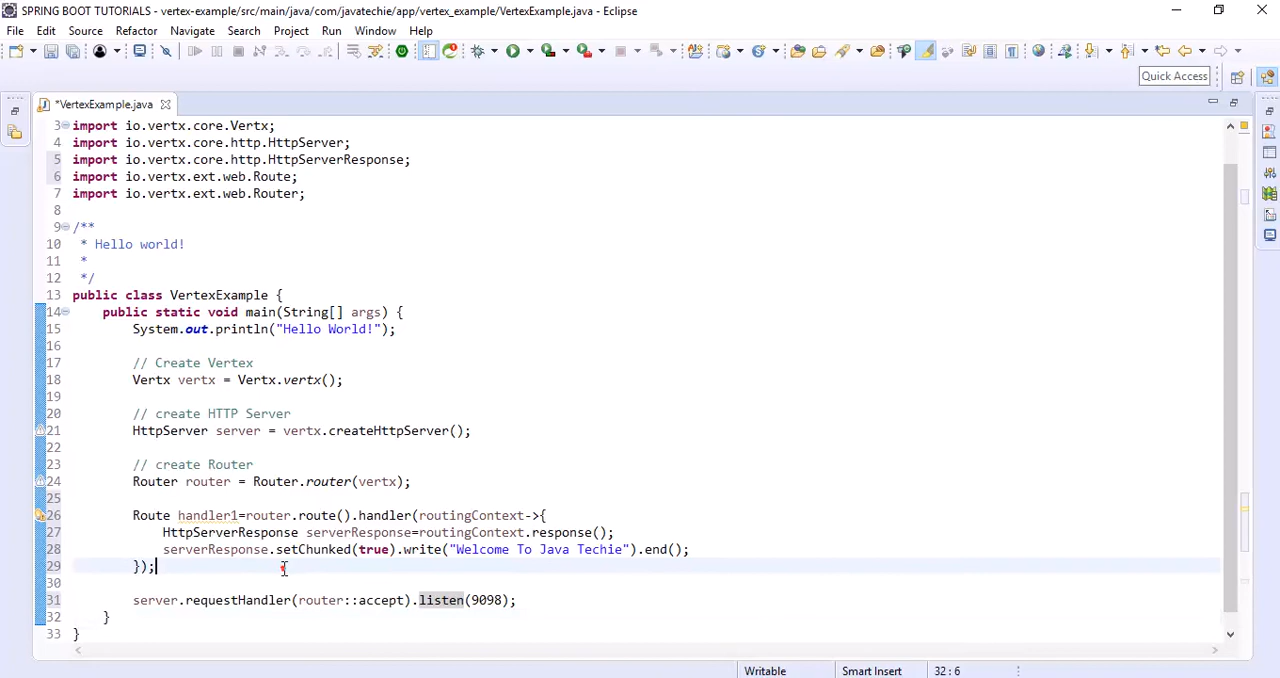 SPRING BOOT TUTORIALS - vertex-example/src/main/java/com/javatechie/app/vertex_example/VertexExample.java - Eclipse
File Edit Source Refactor Navigate Search Project Run Window Help
Quick Access
*VertexExample.java
3 import io.vertx.core.Vertx;
4 import io.vertx.core.http.HttpServer;
5 import io.vertx.core.http.HttpServerResponse;
6 import io.vertx.ext.web.Route;
7 import io.vertx.ext.web.Router;
8
9 /**
10 * Hello world!
11 *
12 */
13 public class VertexExample {
14 public static void main(String[] args) {
15 System.out.println("Hello World!");
16
17 // Create Vertex
18 Vertx vertx = Vertx.vertx();
19
20 // create HTTP Server
21 HttpServer server = vertx.createHttpServer();
22
23 // create Router
24 Router router = Router.router(vertx);
25
26 Route handler1=router.route().handler(routingContext->{
27 HttpServerResponse serverResponse=routingContext.response();
28 serverResponse.setChunked(true).write("Welcome To Java Techie").end();
29 });
30
31 server.requestHandler(router::accept).listen(9098);
32 }
33 }
Writable Smart Insert 32 : 6